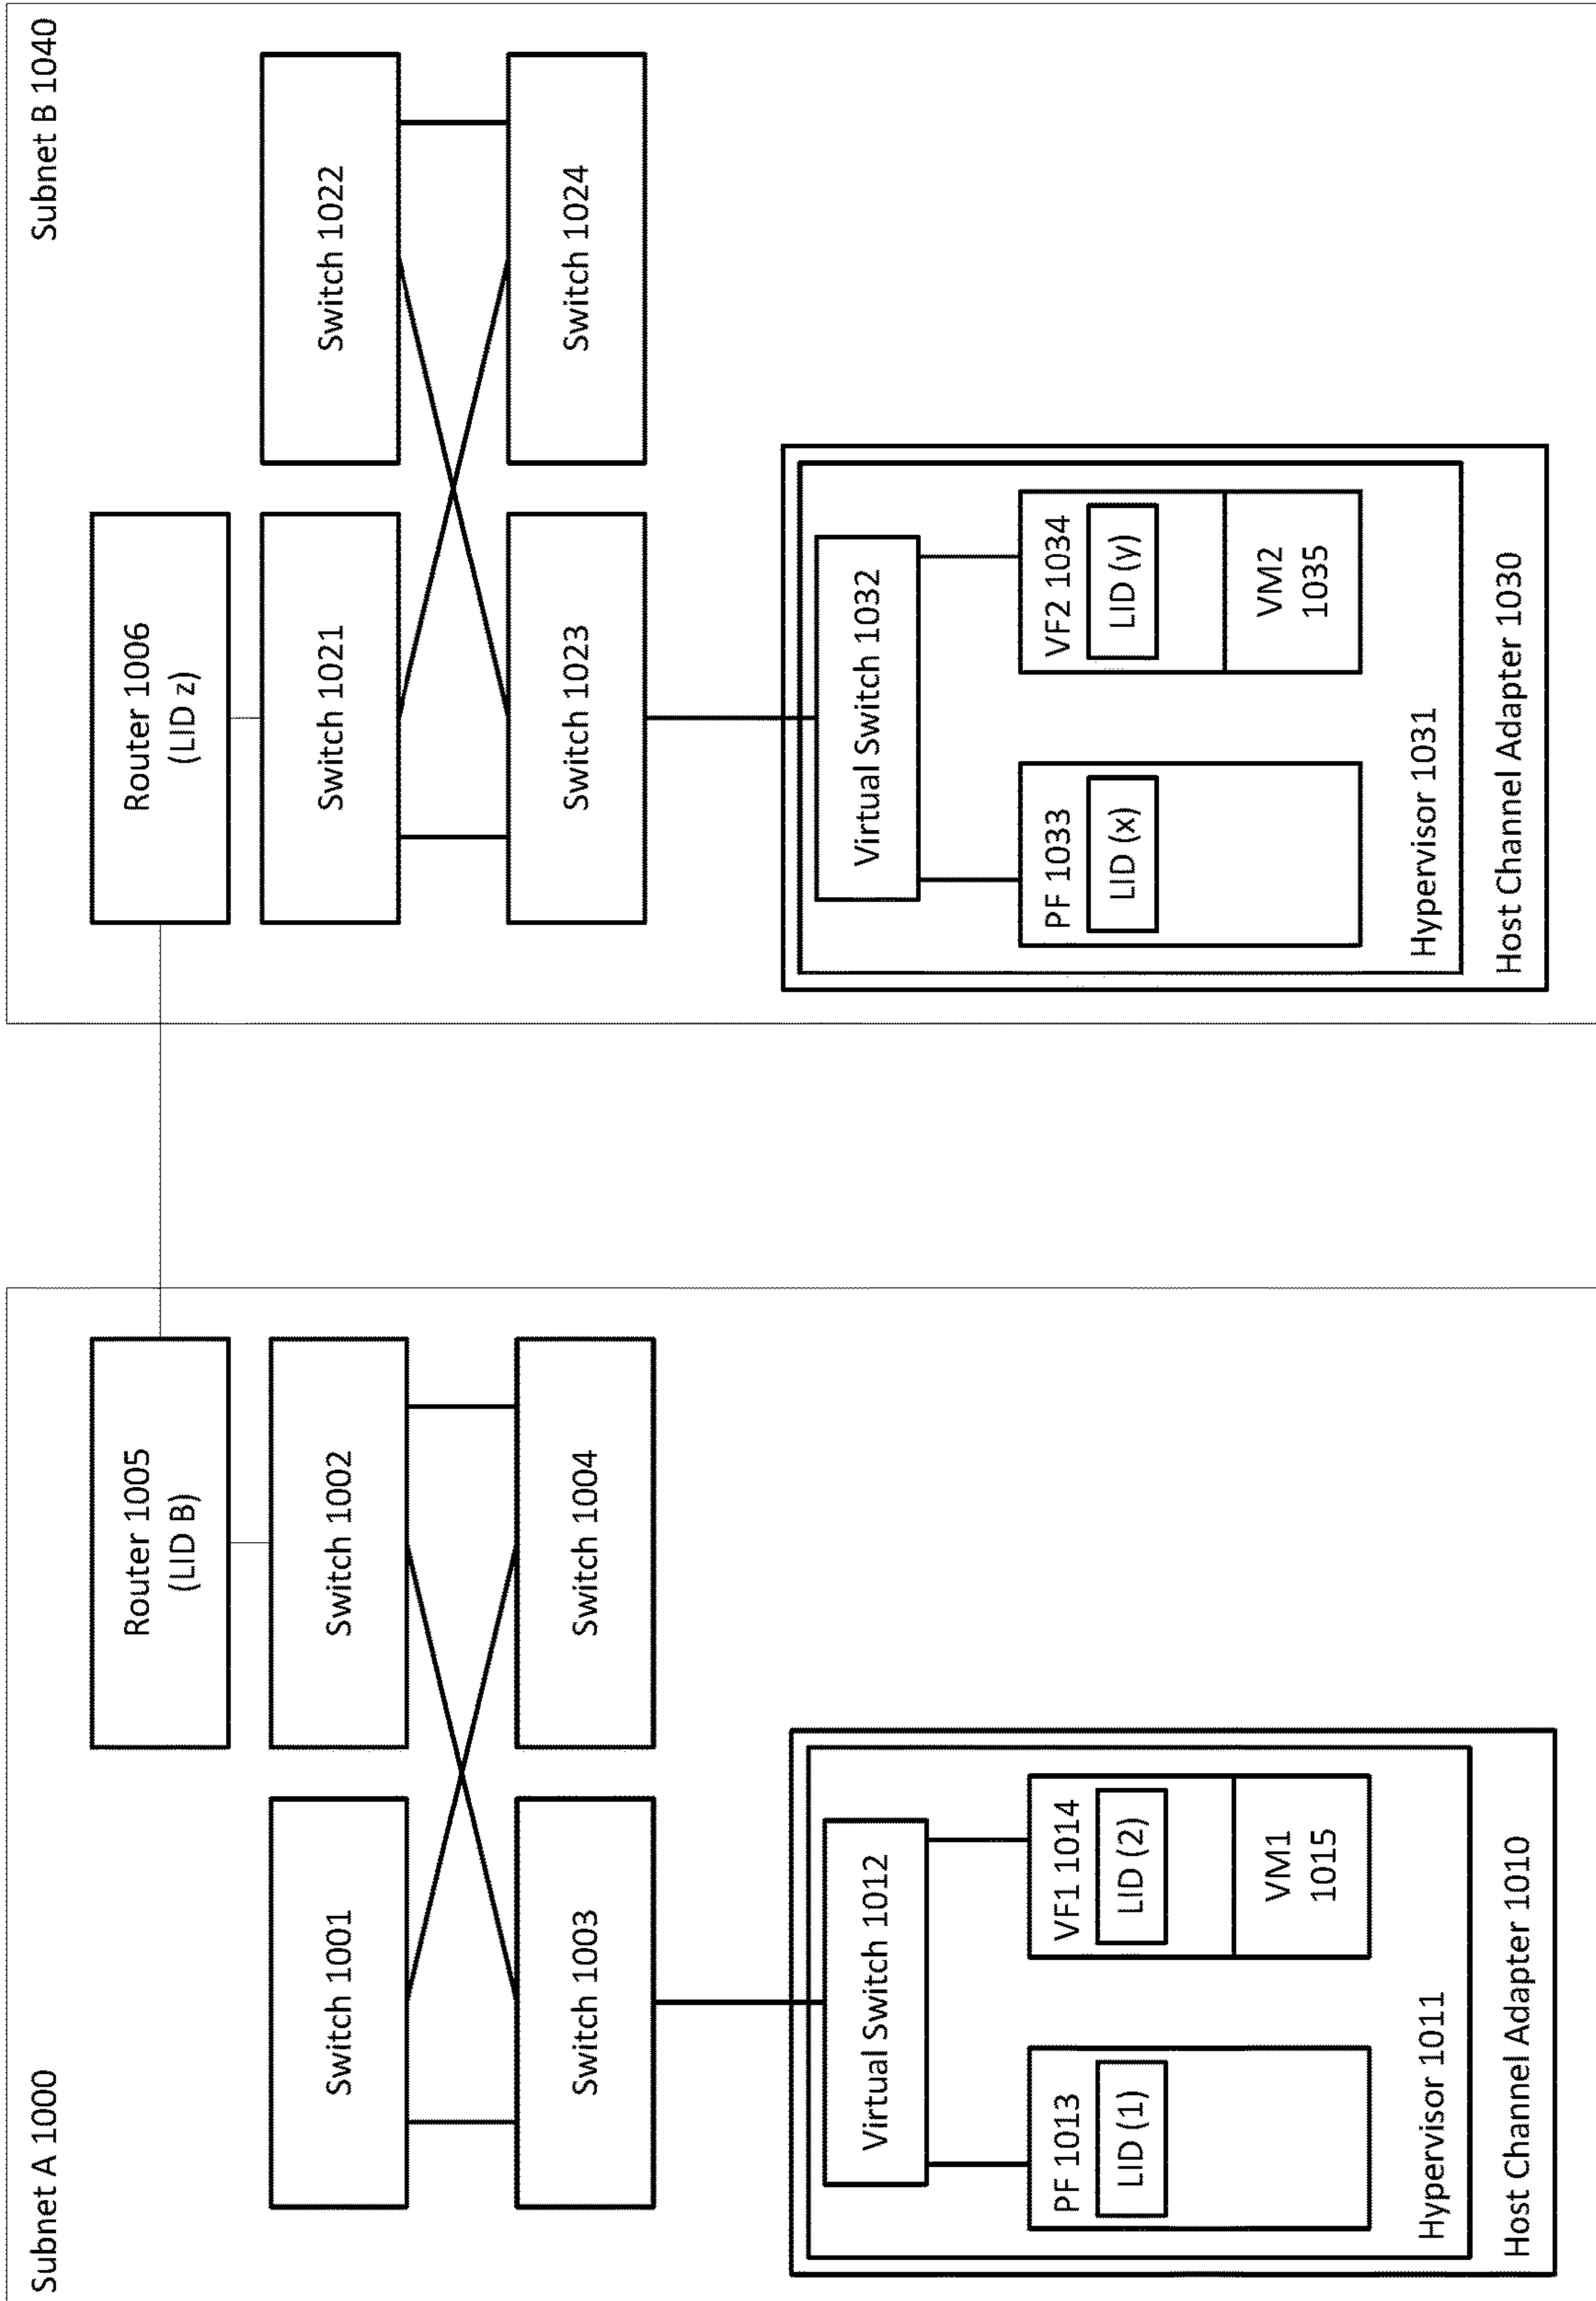 Subnet A 1000
Router 1005
(LID B)
Switch 1001
Switch 1002
Switch 1003
Switch 1004
Virtual Switch 1012
PF 1013
LID (1)
VF1 1014
LID (2)
VM1
1015
Hypervisor 1011
Host Channel Adapter 1010
Subnet B 1040
Router 1006
(LID z)
Switch 1021
Switch 1022
Switch 1023
Switch 1024
Virtual Switch 1032
PF 1033
LID (x)
VF2 1034
LID (y)
VM2
1035
Hypervisor 1031
Host Channel Adapter 1030